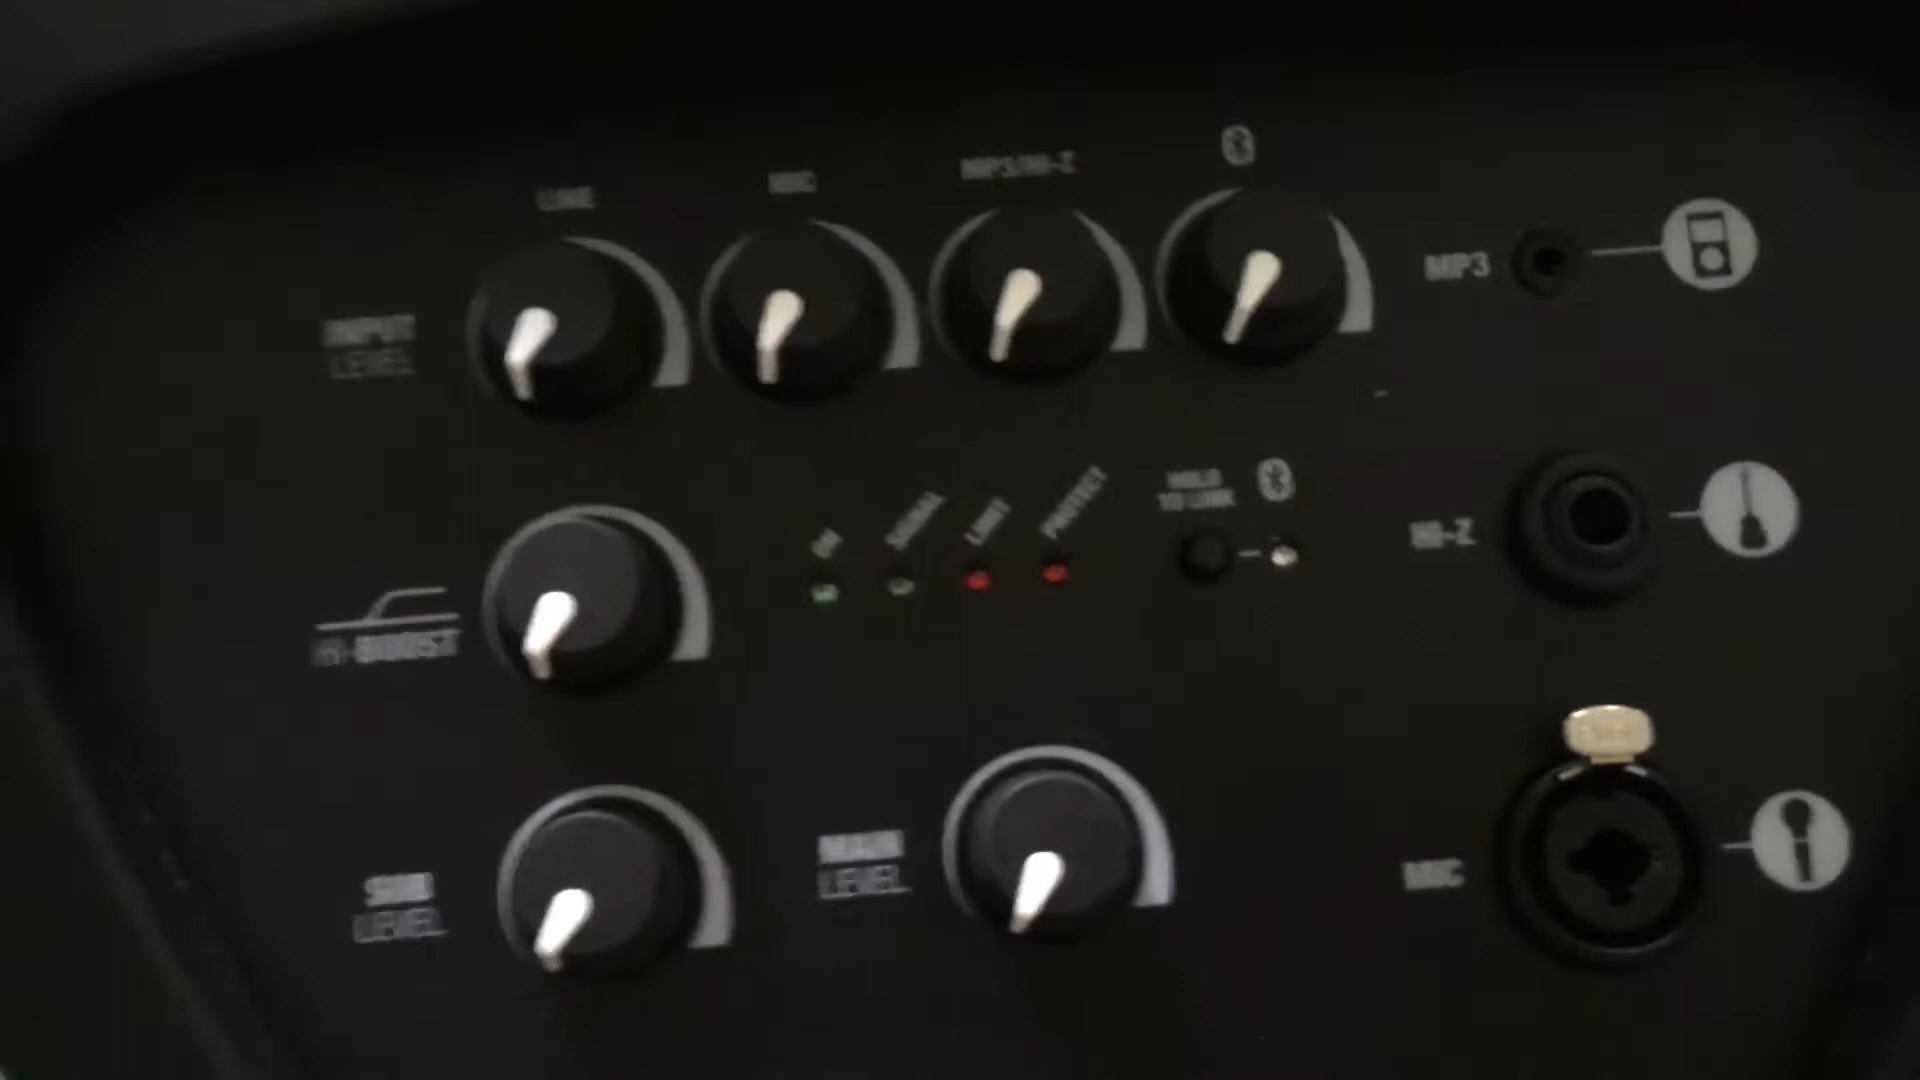 LINE
MIC
MP3/HI-Z
INPUT
LEVEL
MP3
ON
SIGNAL
LIMIT
PROTECT
HOLD
TO LINK
HI-Z
HI-BOOST
SUB
LEVEL
MAIN
LEVEL
MIC